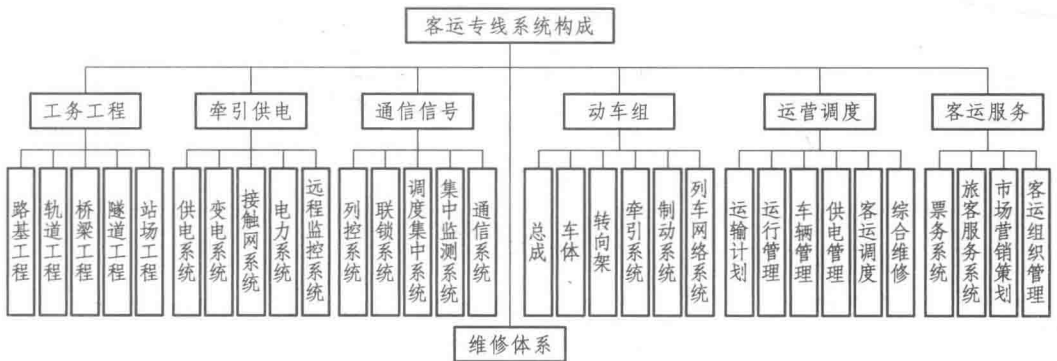 客运专线系统构成
工务工程
牵引供电
通信信号
动车组
运营调度
客运服务
路基工程
轨道工程
桥梁工程
隧道工程
站场工程
供电系统
变电系统
接触网系统
电力系统
远程监控系统
列控系统
联锁系统
调度集中系统
集中监测系统
通信系统
总成
车体
转向架
牵引系统
制动系统
列车网络系统
运输计划
运行管理
车辆管理
供电管理
客运调度
综合维修
票务系统
旅客服务系统
市场营销策划
客运组织管理
维修体系